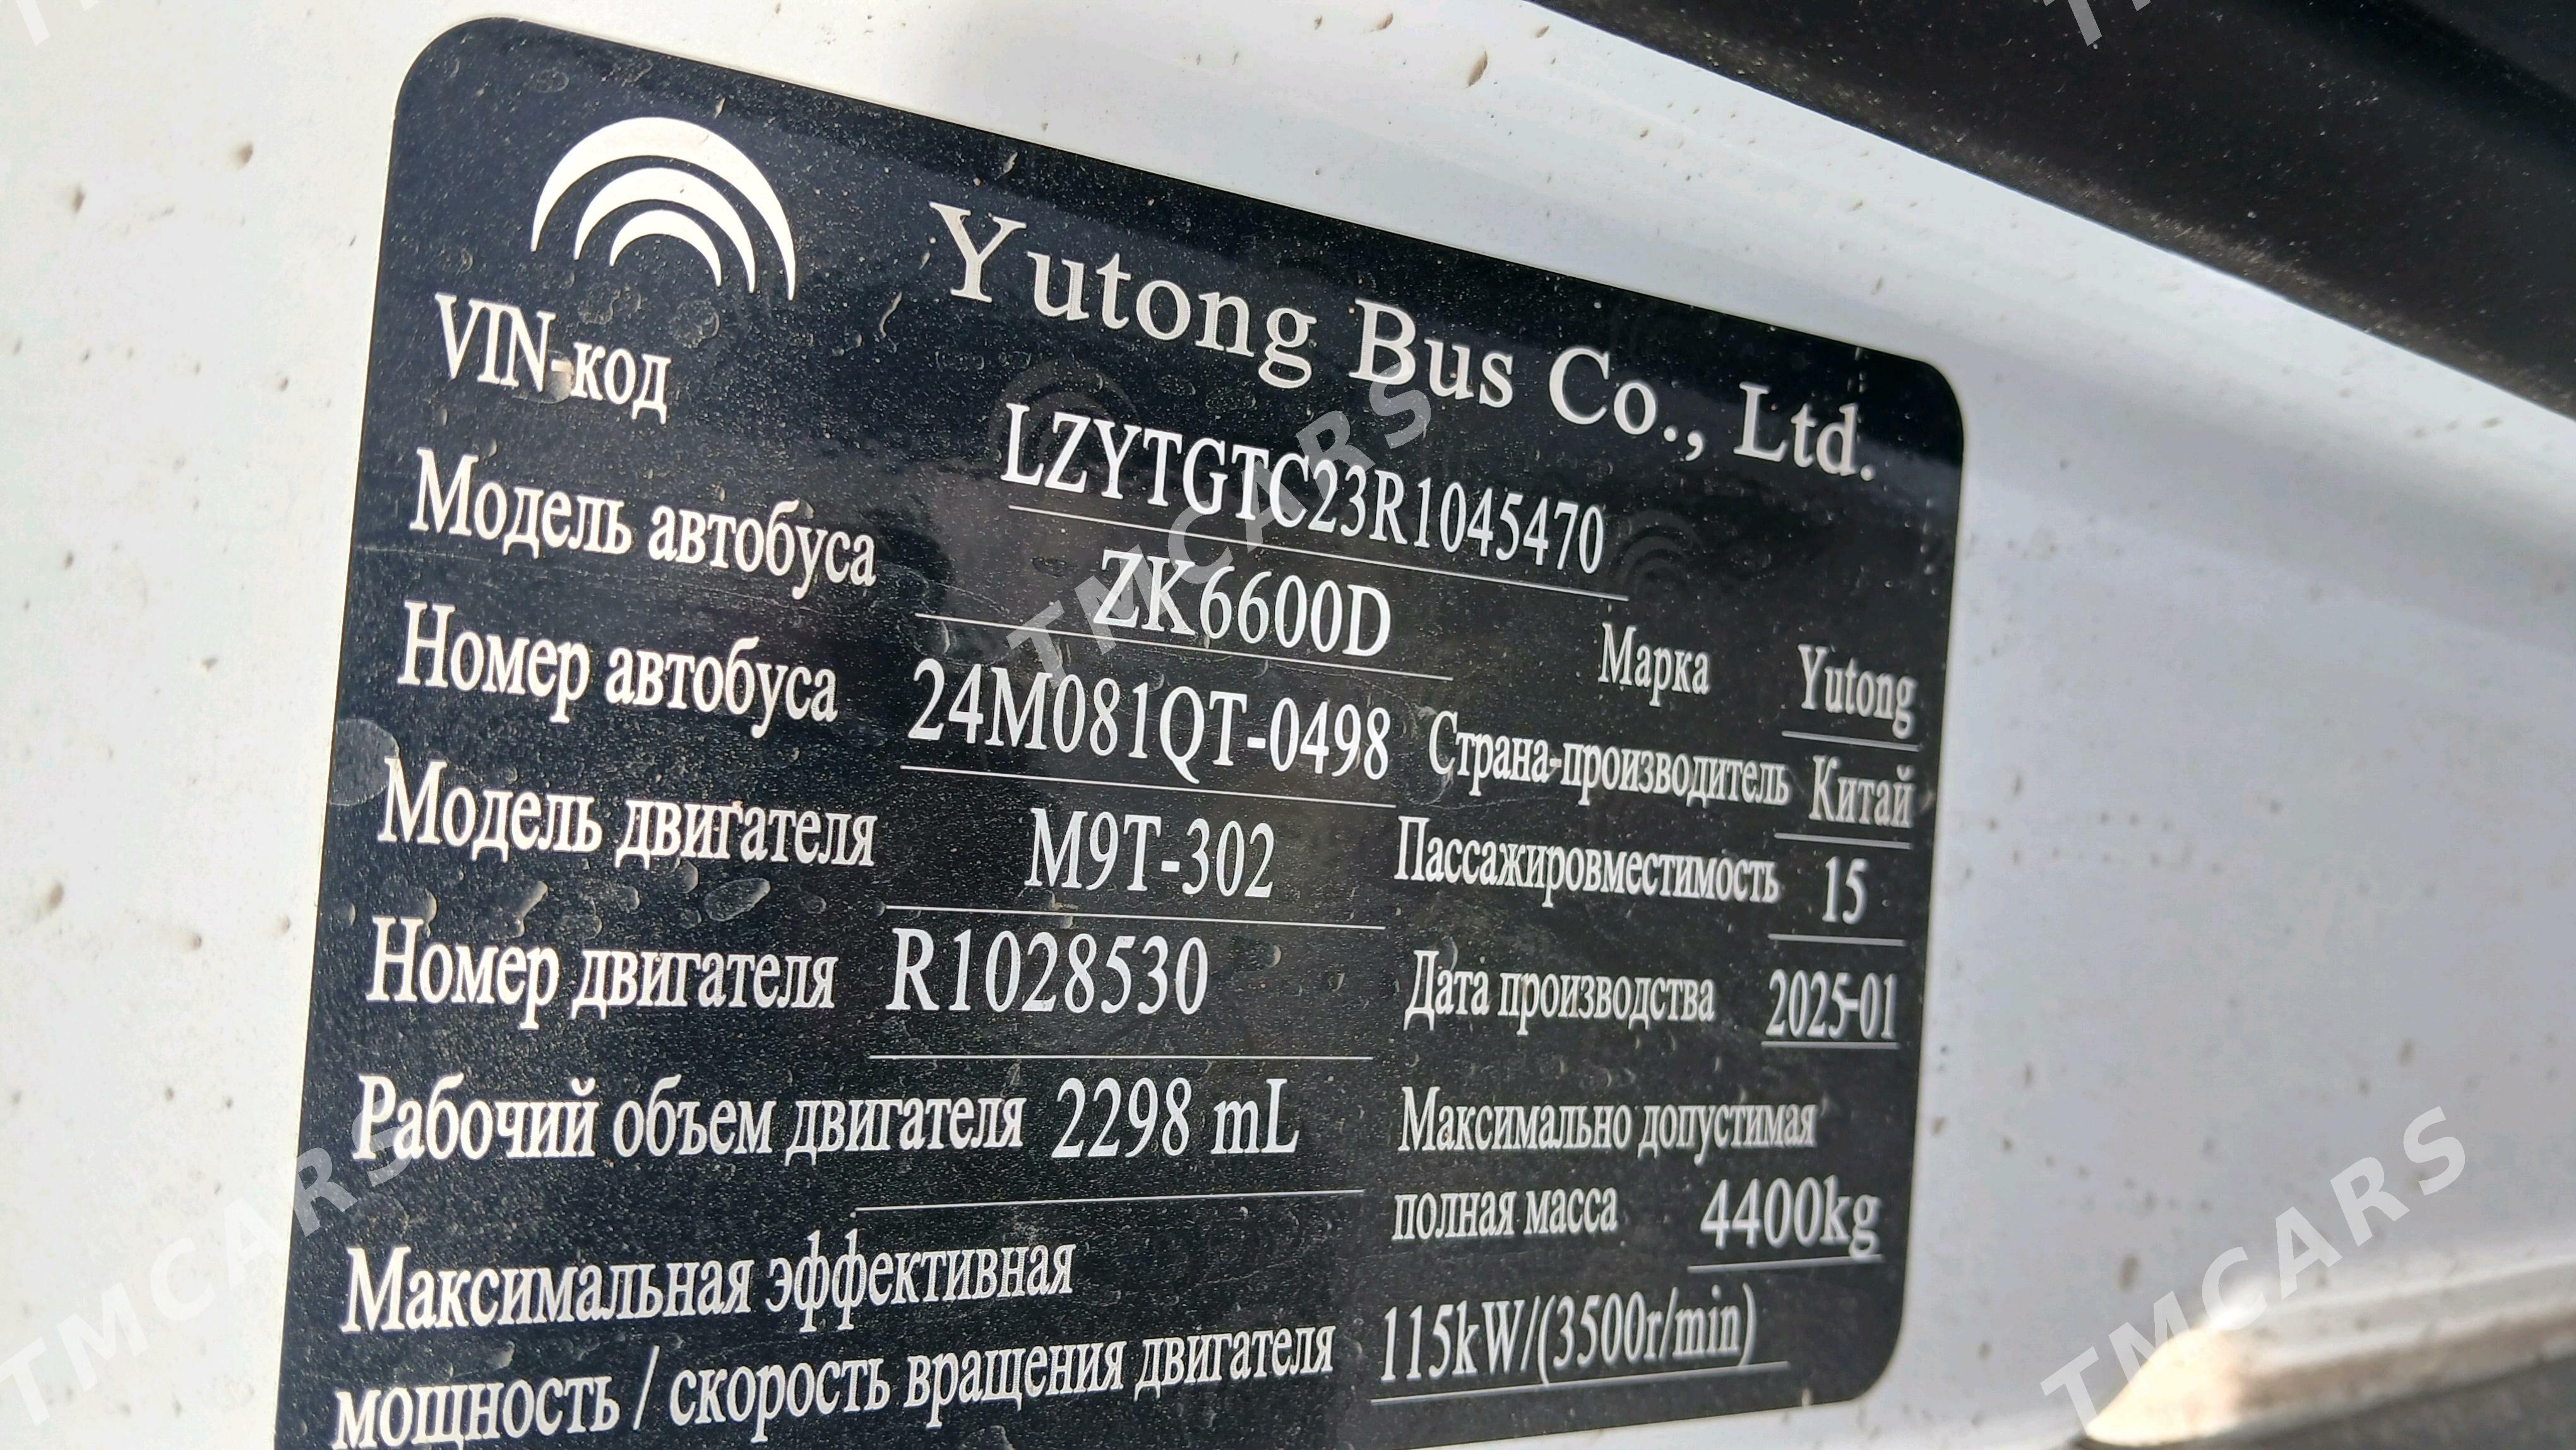 Yutong Bus Co., Ltd.
VIN-код LZYTGTC23R1045470
Модель автобуса ZK6600D Марка Yutong
Номер автобуса 24M081QT-0498 Страна-производитель Китай
Модель двигателя M9T-302 Пассажировместимость 15
Номер двигателя R1028530 Дата производства 2025-01
Рабочий объем двигателя 2298 mL Максимально допустимая
полная масса 4400kg
Максимальная эффективная
мощность / скорость вращения двигателя 115kW/(3500r/min)
TMCARS
TMCARS
TMCARS